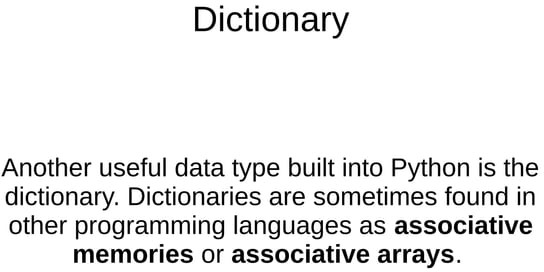 Dictionary
Another useful data type built into Python is the
dictionary. Dictionaries are sometimes found in
other programming languages as associative
memories or associative arrays.